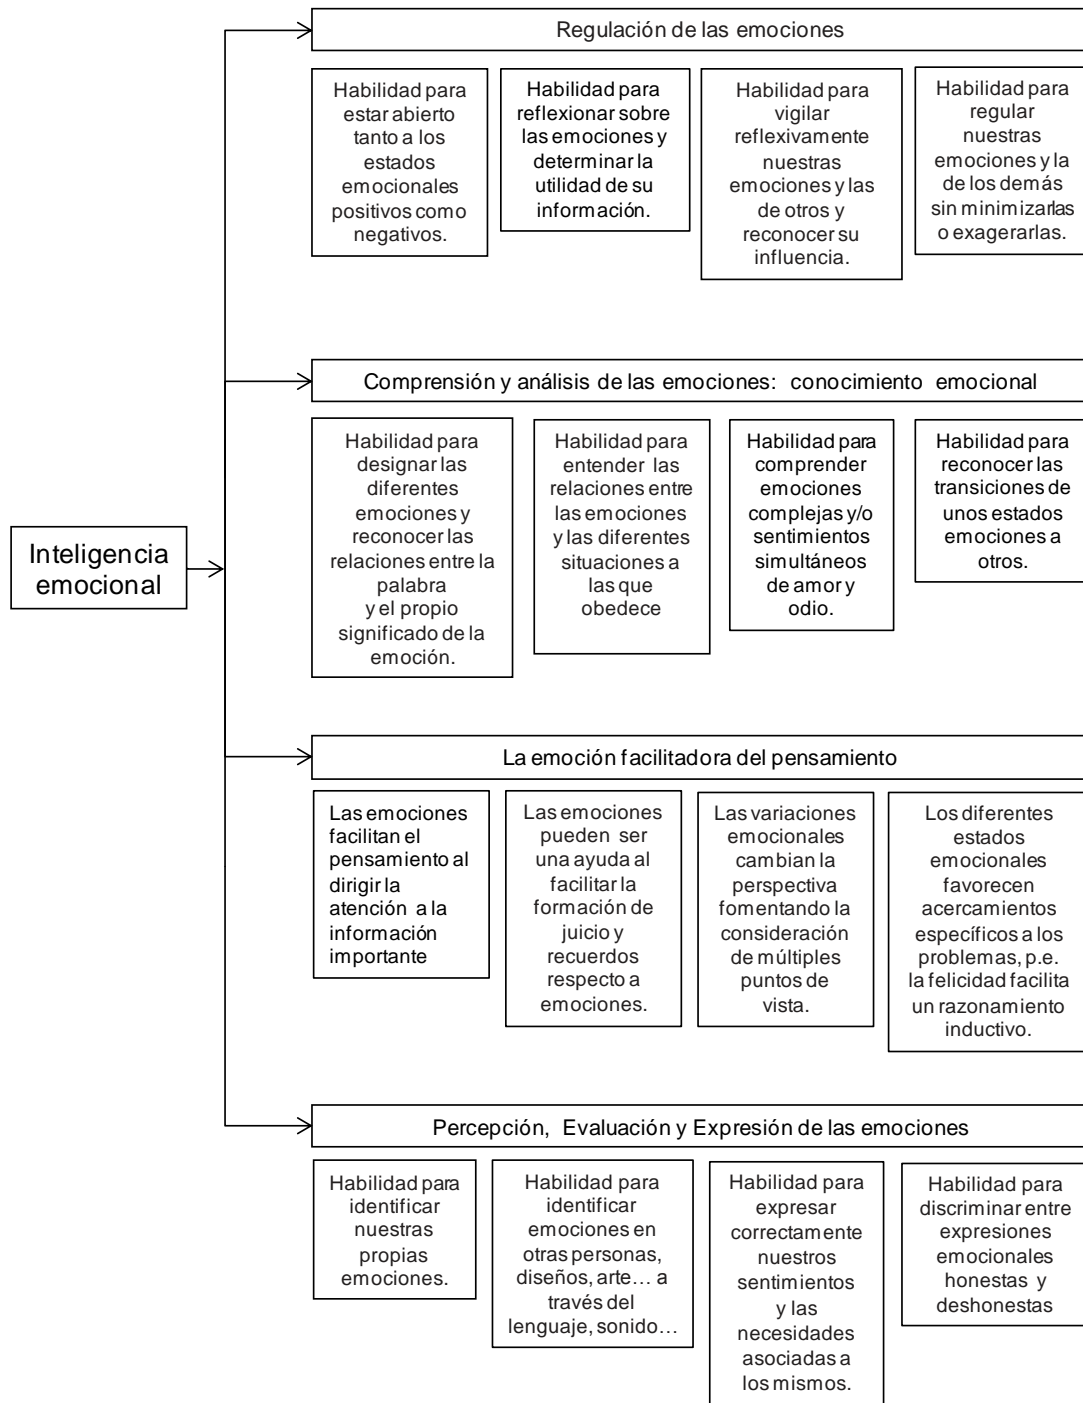 Regulación de las emociones
Habilidad para
estar abierto
tanto a los
estados
emocionales
positivos como
negativos.
Habilidad para
reflexionar sobre
las emociones y
determinar la
utilidad de su
información.
Habilidad para
vigilar
reflexivamente
nuestras
emociones y las
de otros y
reconocer su
influencia.
Habilidad para
regular
nuestras
emociones y la
de los demás
sin minimizarlas
o exagerarlas.
Comprensión y análisis de las emociones: conocimiento emocional
Habilidad para
designar las
diferentes
emociones y
reconocer las
relaciones entre la
palabra
y el propio
significado de la
emoción.
Habilidad para
entender las
relaciones entre
las emociones
y las diferentes
situaciones a
las que
obedece
Habilidad para
comprender
emociones
complejas y/o
sentimientos
simultáneos
de amor y
odio.
Habilidad para
reconocer las
transiciones de
unos estados
emociones a
otros.
Inteligencia
emocional
La emoción facilitadora del pensamiento
Las emociones
facilitan el
pensamiento al
dirigir la
atención a la
información
importante
Las emociones
pueden ser
una ayuda al
facilitar la
formación de
juicio y
recuerdos
respecto a
emociones.
Las variaciones
emocionales
cambian la
perspectiva
fomentando la
consideración
de múltiples
puntos de
vista.
Los diferentes
estados
emocionales
favorecen
acercamientos
específicos a los
problemas, p.e.
la felicidad facilita
un razonamiento
inductivo.
Percepción, Evaluación y Expresión de las emociones
Habilidad para
identificar
nuestras
propias
emociones.
Habilidad para
identificar
emociones en
otras personas,
diseños, arte… a
través del
lenguaje, sonido…
Habilidad para
expresar
correctamente
nuestros
sentimientos
y las
necesidades
asociadas a
los mismos.
Habilidad para
discriminar entre
expresiones
emocionales
honestas y
deshonestas